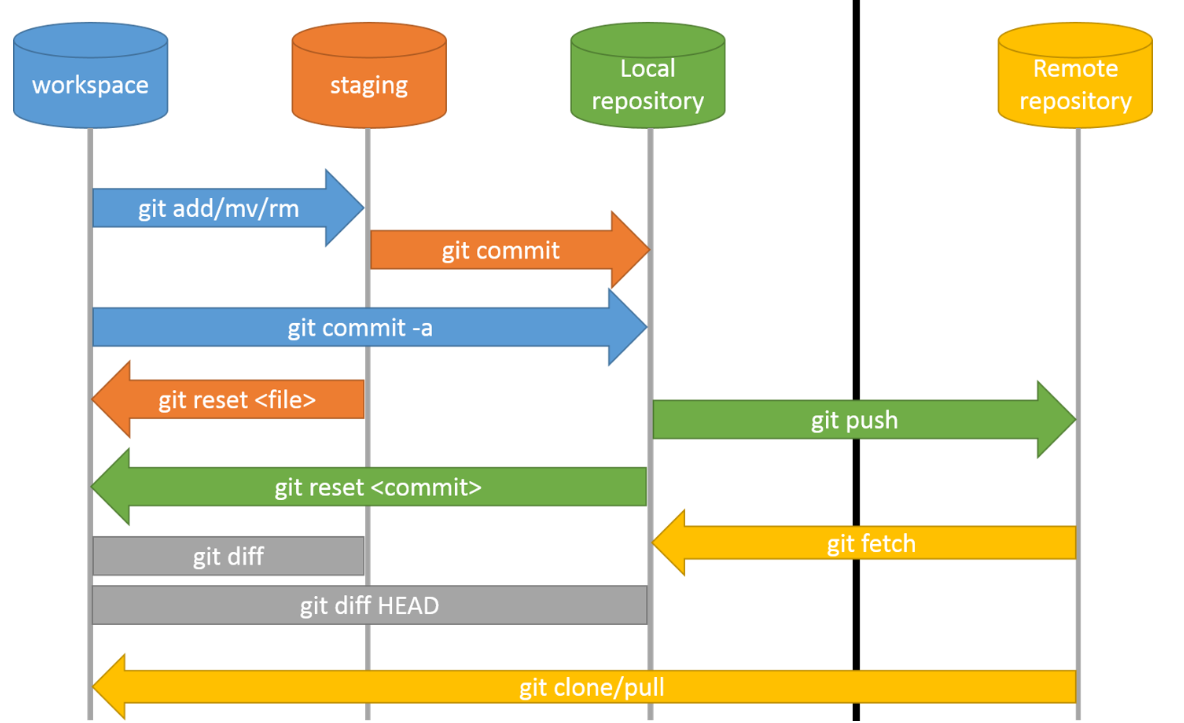 workspace
staging
Local
repository
Remote
repository
git add/mv/rm
git commit
git commit -a
git reset <file>
git push
git reset <commit>
git fetch
git diff
git diff HEAD
git clone/pull